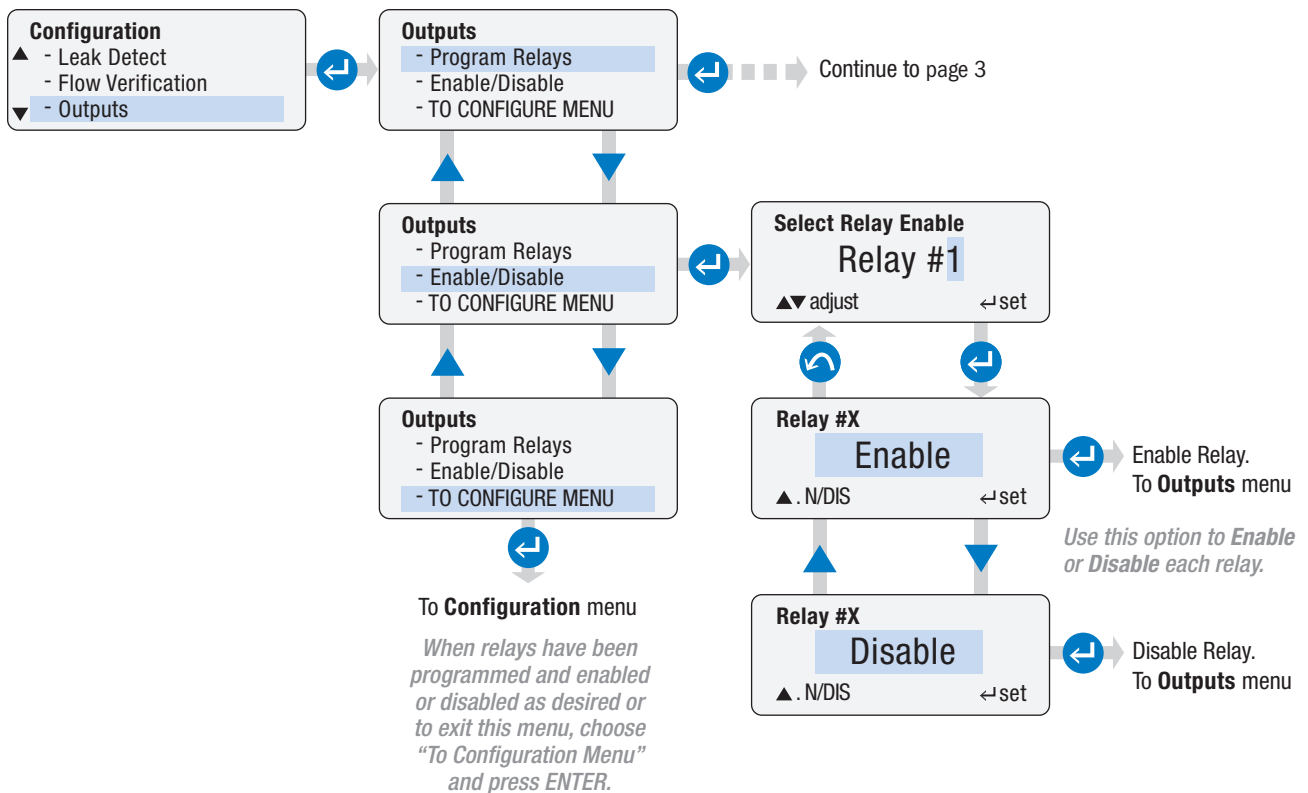 Configuration
▲ - Leak Detect
- Flow Verification
▼ - Outputs
Outputs
- Program Relays
- Enable/Disable
- TO CONFIGURE MENU
Continue to page 3
Outputs
- Program Relays
- Enable/Disable
- TO CONFIGURE MENU
Select Relay Enable
Relay #1
▲▼ adjust ↵ set
Outputs
- Program Relays
- Enable/Disable
- TO CONFIGURE MENU
Relay #X
Enable
▲ . N/DIS ↵ set
Enable Relay.
To Outputs menu
Use this option to Enable
or Disable each relay.
To Configuration menu
When relays have been
programmed and enabled
or disabled as desired or
to exit this menu, choose
“To Configuration Menu”
and press ENTER.
Relay #X
Disable
▲ . N/DIS ↵ set
Disable Relay.
To Outputs menu